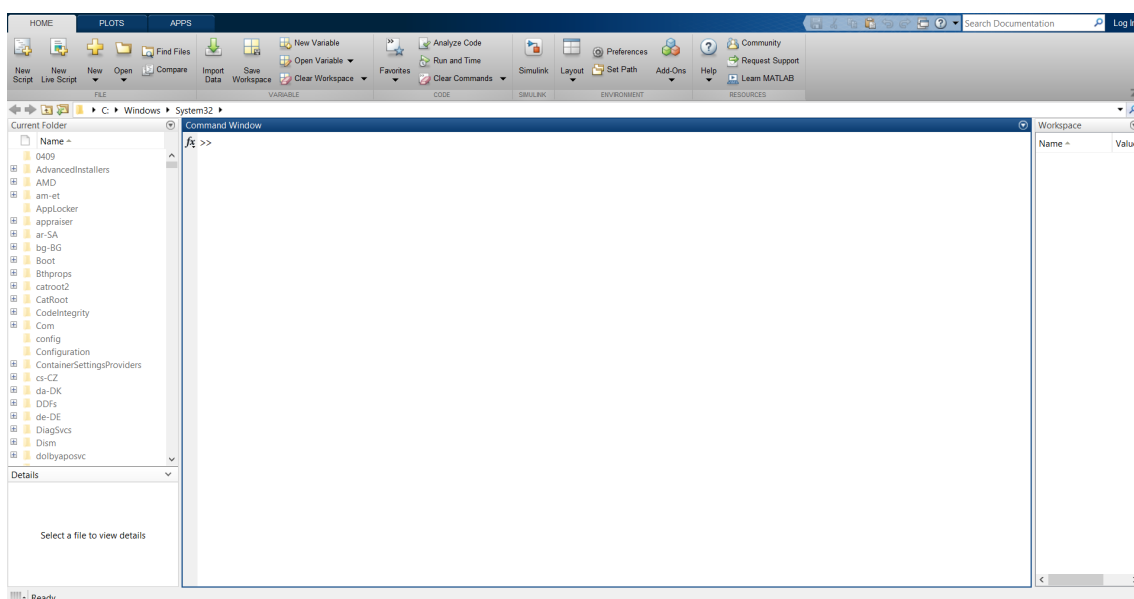 HOME PLOTS APPS
Search Documentation Log In
New Script
New Live Script
New
Open
Find Files
Compare
Import Data
Save Workspace
New Variable
Open Variable
Clear Workspace
Favorites
Analyze Code
Run and Time
Clear Commands
Simulink
Layout
Preferences
Set Path
Add-Ons
Help
Community
Request Support
Learn MATLAB
FILE VARIABLE CODE SIMULINK ENVIRONMENT RESOURCES
C: Windows System32
Current Folder
Name
0409
AdvancedInstallers
AMD
am-et
AppLocker
appraiser
ar-SA
bg-BG
Boot
Bthprops
catroot2
CatRoot
CodeIntegrity
Com
config
Configuration
ContainerSettingsProviders
cs-CZ
da-DK
DDFs
de-DE
DiagSvcs
Dism
dolbyaposvc
Details
Select a file to view details
Command Window
fx >>
Workspace
Name Value
Ready